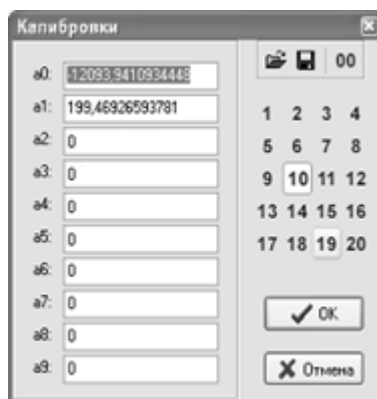 Калибровки
a0: -12093,9410934448
a1: 199,46926593781
a2: 0
a3: 0
a4: 0
a5: 0
a6: 0
a7: 0
a8: 0
a9: 0
00
1 2 3 4
5 6 7 8
9 10 11 12
13 14 15 16
17 18 19 20
OK
Отмена